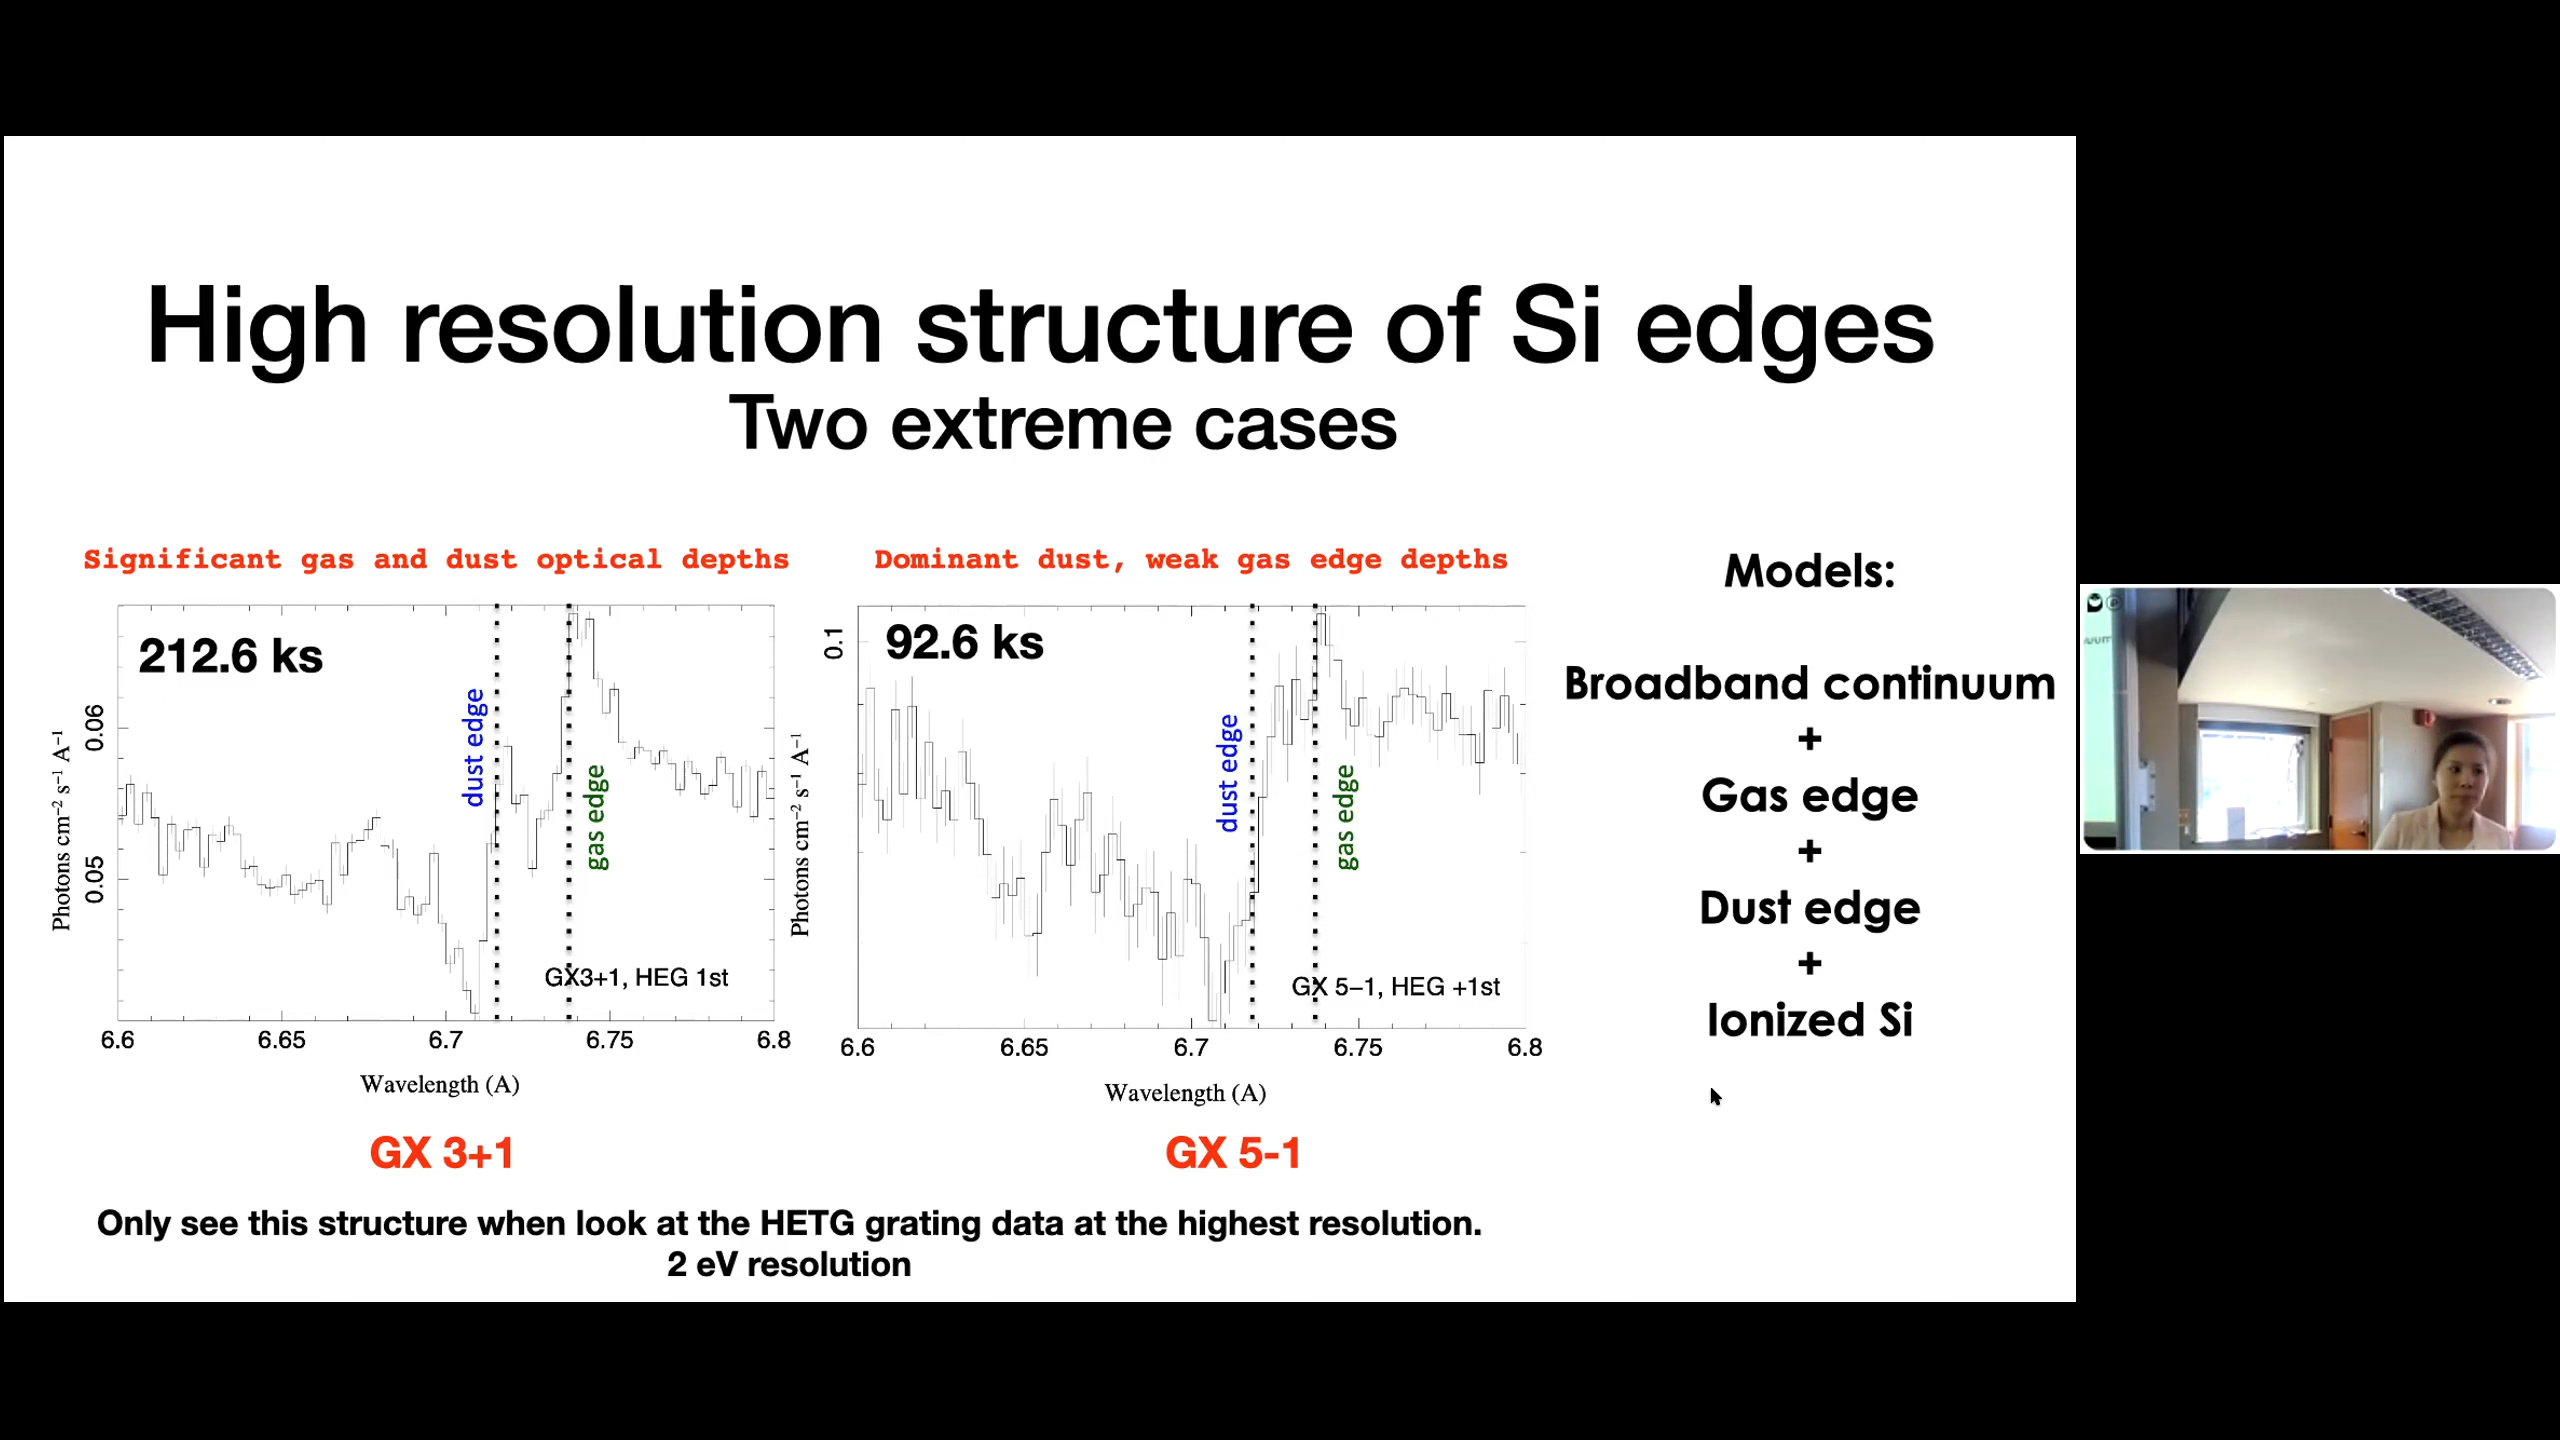 High resolution structure of Si edges
Two extreme cases
Significant gas and dust optical depths
212.6 ks
dust edge
gas edge
GX3+1, HEG 1st
Photons cm⁻² s⁻¹ A⁻¹
0.06
0.05
6.6 6.65 6.7 6.75 6.8
Wavelength (A)
GX 3+1
Dominant dust, weak gas edge depths
92.6 ks
dust edge
gas edge
GX 5−1, HEG +1st
Photons cm⁻² s⁻¹ A⁻¹
0.1
6.6 6.65 6.7 6.75 6.8
Wavelength (A)
GX 5-1
Models:
Broadband continuum
+
Gas edge
+
Dust edge
+
Ionized Si
Only see this structure when look at the HETG grating data at the highest resolution.
2 eV resolution